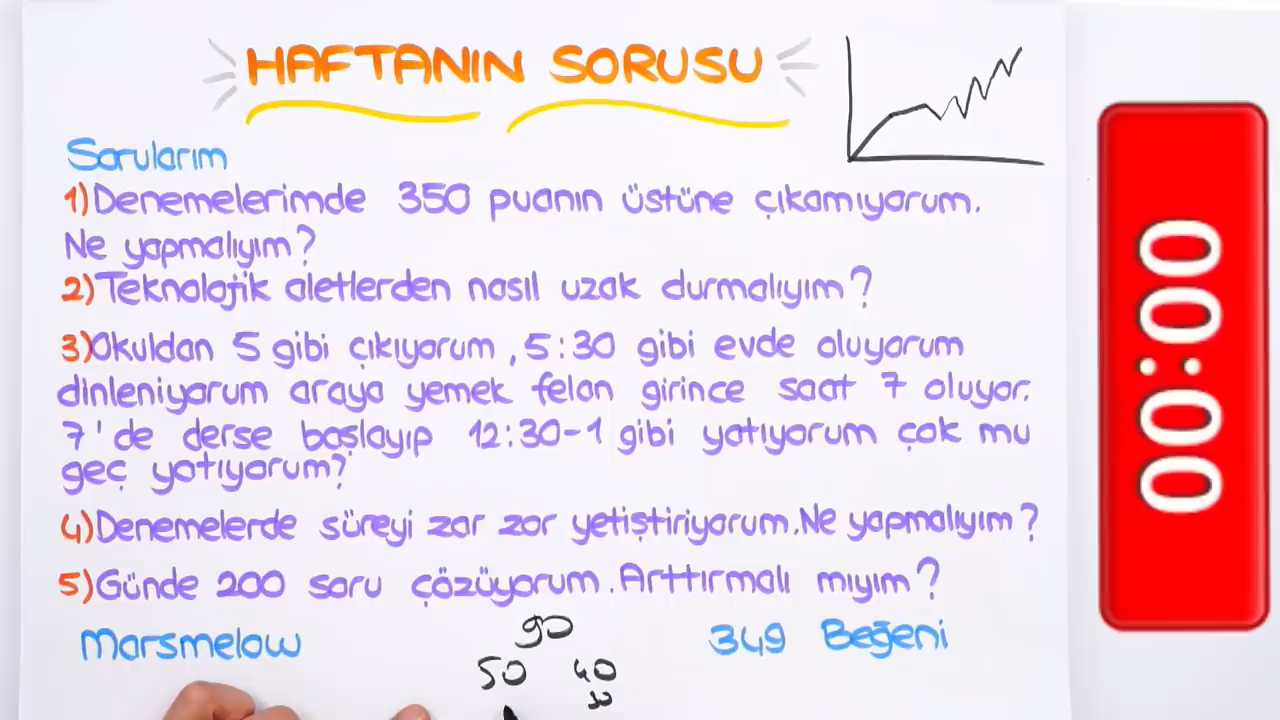 HAFTANIN SORUSU
Sorularım
1)Denemelerimde 350 puanın üstüne çıkamıyorum.
Ne yapmalıyım?
2)Teknolojik aletlerden nasıl uzak durmalıyım?
3)Okuldan 5 gibi çıkıyorum, 5:30 gibi evde oluyorum
dinleniyorum araya yemek felan girince saat 7 oluyor.
7'de derse başlayıp 12:30-1 gibi yatıyorum çok mu
geç yatıyorum?
4)Denemelerde süreyi zor zor yetiştiriyorum.Ne yapmalıyım?
5)Günde 200 soru çözüyorum.Arttırmalı mıyım?
Marsmelow
90
349 Beğeni
50 40
30
00:00